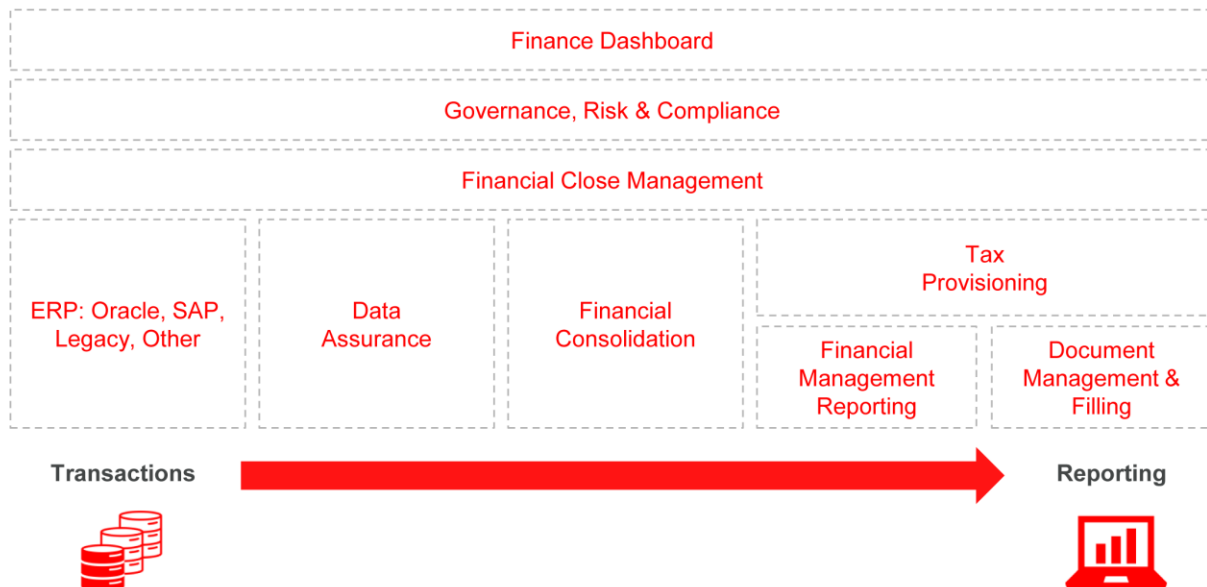 Finance Dashboard
Governance, Risk & Compliance
Financial Close Management
ERP: Oracle, SAP,
Legacy, Other
Data
Assurance
Financial
Consolidation
Tax
Provisioning
Financial
Management
Reporting
Document
Management &
Filling
Transactions
Reporting